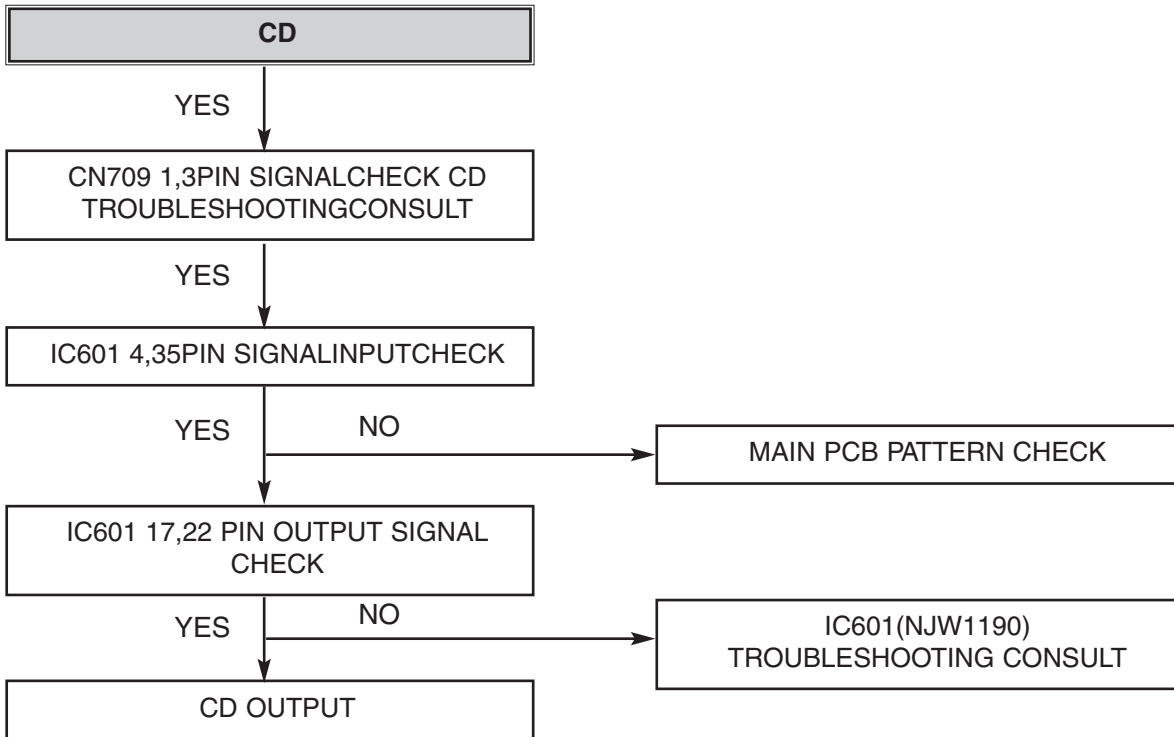 CD
YES
CN709 1,3PIN SIGNALCHECK CD
TROUBLESHOOTINGCONSULT
YES
IC601 4,35PIN SIGNALINPUTCHECK
YES
NO
MAIN PCB PATTERN CHECK
IC601 17,22 PIN OUTPUT SIGNAL
CHECK
YES
NO
IC601(NJW1190)
TROUBLESHOOTING CONSULT
CD OUTPUT